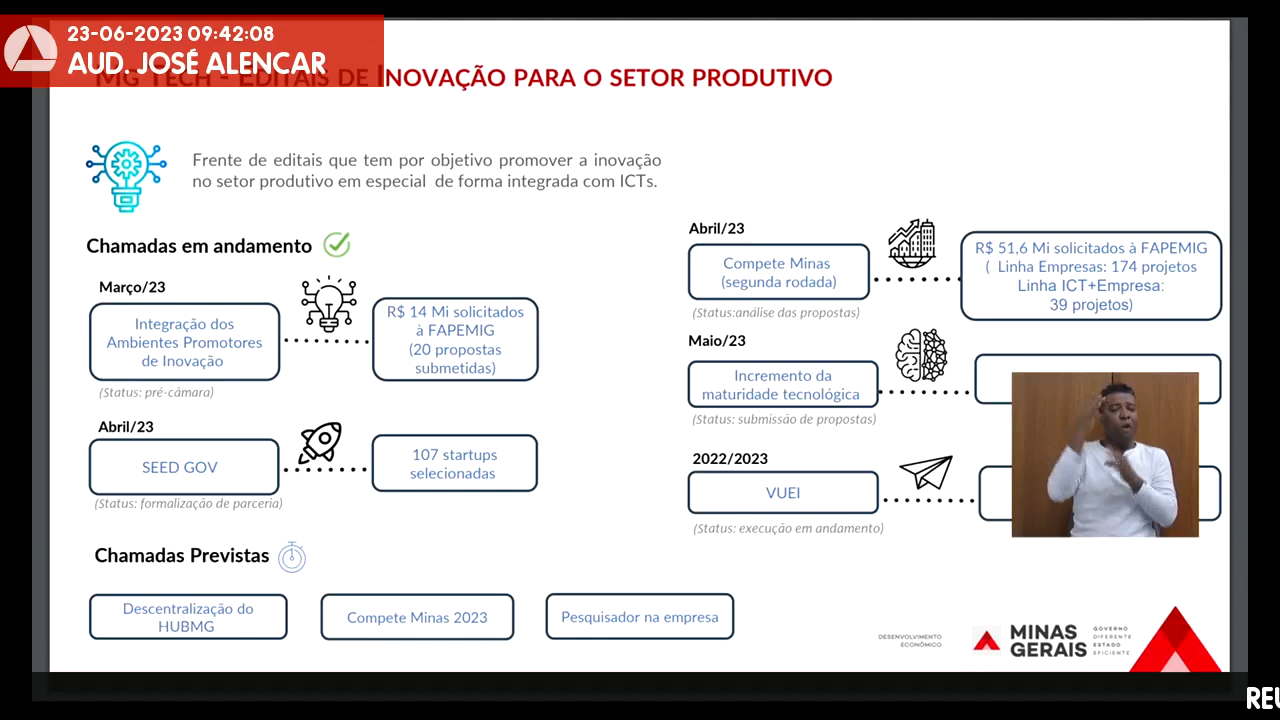 23-06-2023 09:42:08
AUD. JOSÉ ALENCAR
MG TECH - EDITAIS DE INOVAÇÃO PARA O SETOR PRODUTIVO
Frente de editais que tem por objetivo promover a inovação
no setor produtivo em especial de forma integrada com ICTs.
Chamadas em andamento
Março/23
Integração dos
Ambientes Promotores
de Inovação
R$ 14 Mi solicitados
à FAPEMIG
(20 propostas
submetidas)
(Status: pré-câmara)
Abril/23
SEED GOV
107 startups
selecionadas
(Status: formalização de parceria)
Abril/23
Compete Minas
(segunda rodada)
R$ 51,6 Mi solicitados à FAPEMIG
( Linha Empresas: 174 projetos
Linha ICT+Empresa:
39 projetos)
(Status:análise das propostas)
Maio/23
Incremento da
maturidade tecnológica
(Status: submissão de propostas)
2022/2023
VUEI
(Status: execução em andamento)
Chamadas Previstas
Descentralização do
HUBMG
Compete Minas 2023
Pesquisador na empresa
DESENVOLVIMENTO
ECONÔMICO
MINAS
GERAIS
GOVERNO
DIFERENTE
ESTADO
EFICIENTE
REU